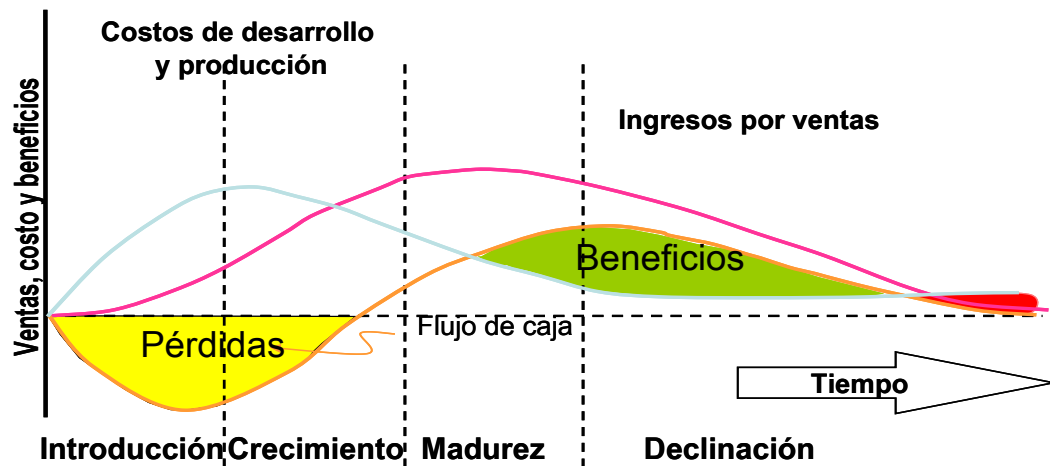 Costos de desarrollo
y producción
Ventas, costo y beneficios
Ingresos por ventas
Beneficios
Pérdidas
Flujo de caja
Tiempo
Introducción Crecimiento Madurez Declinación